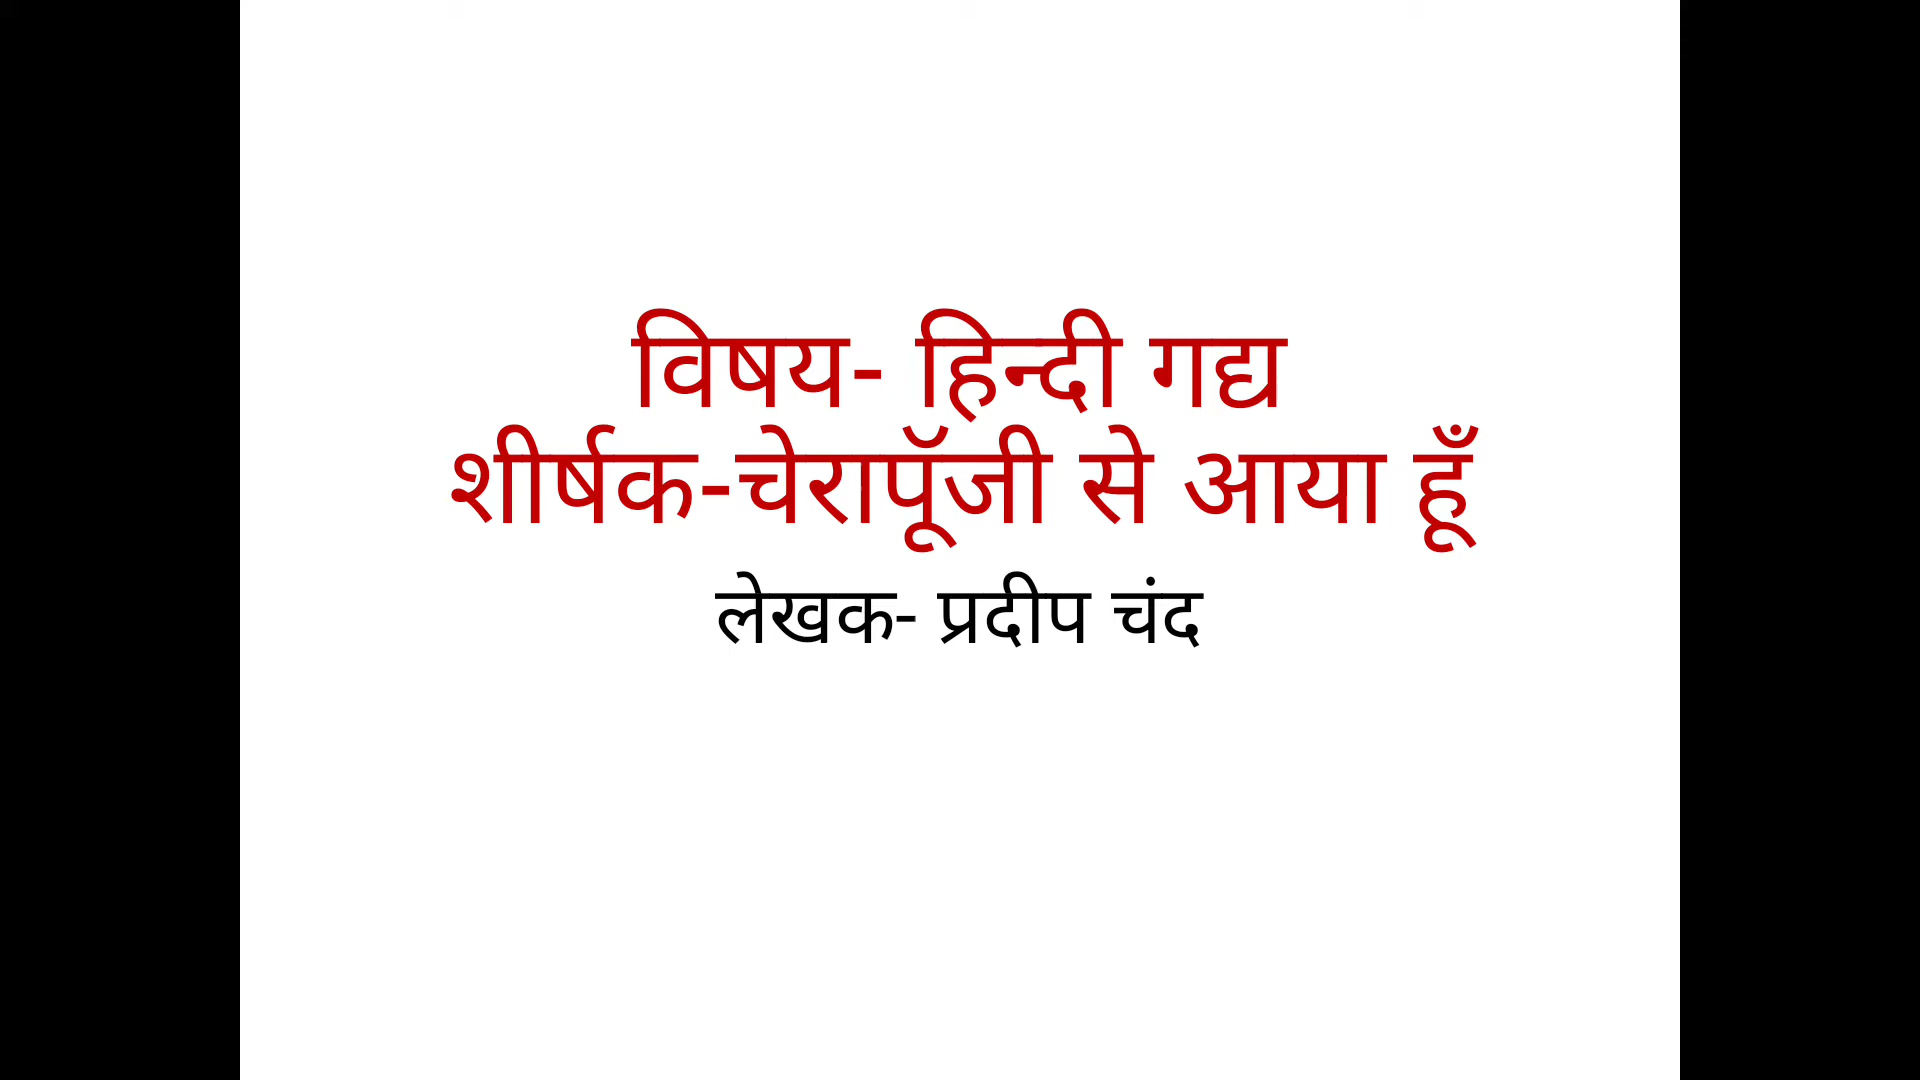 विषय- हिन्दी गद्य
शीर्षक-चेरापूॅजी से आया हूँ
लेखक- प्रदीप चंद